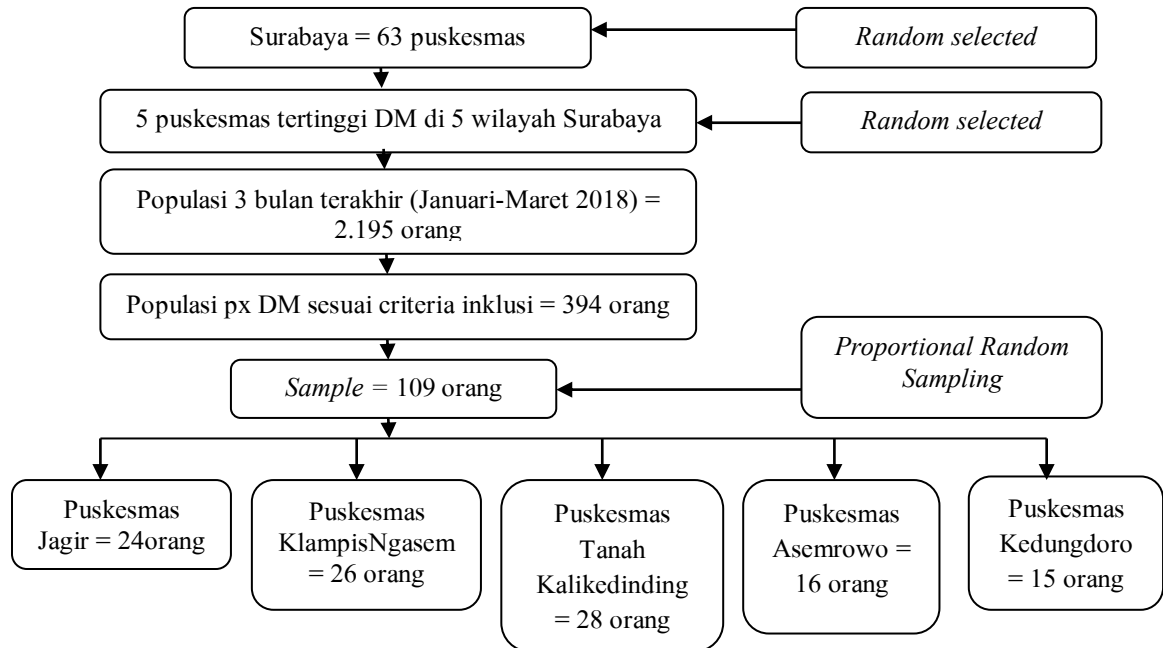 Surabaya = 63 puskesmas
Random selected
5 puskesmas tertinggi DM di 5 wilayah Surabaya
Random selected
Populasi 3 bulan terakhir (Januari-Maret 2018) =
2.195 orang
Populasi px DM sesuai criteria inklusi = 394 orang
Proportional Random
Sampling
Sample = 109 orang
Puskesmas
Jagir = 24orang
Puskesmas
KlampisNgasem
= 26 orang
Puskesmas
Tanah
Kalikedinding
= 28 orang
Puskesmas
Asemrowo =
16 orang
Puskesmas
Kedungdoro
= 15 orang